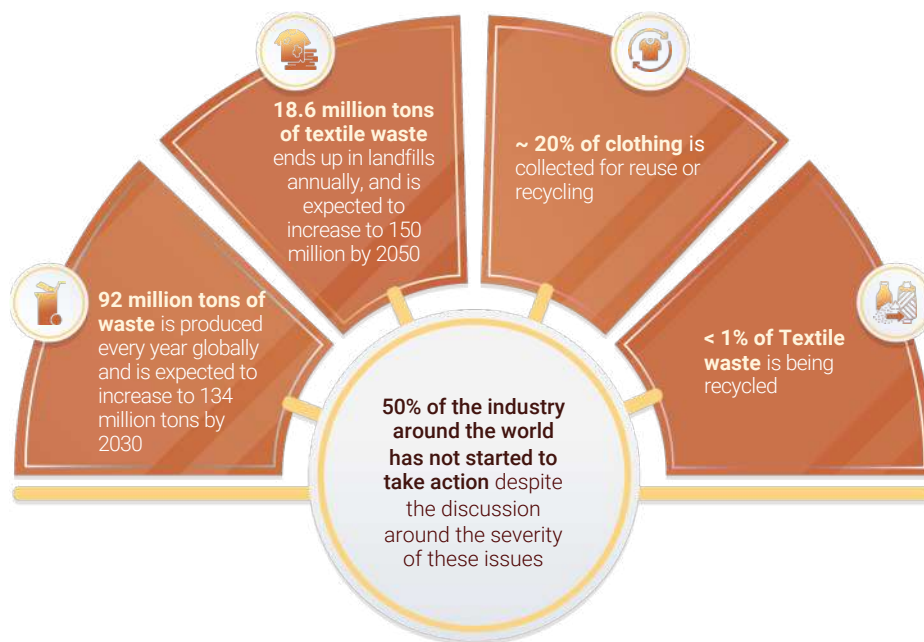 18.6 million tons
of textile waste
ends up in landfills
annually, and is
expected to
increase to 150
million by 2050
~ 20% of clothing is
collected for reuse or
recycling
92 million tons of
waste is produced
every year globally
and is expected to
increase to 134
million tons by
2030
< 1% of Textile
waste is being
recycled
50% of the industry
around the world
has not started to
take action despite
the discussion
around the severity
of these issues